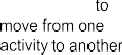 to
move from one
activity to another